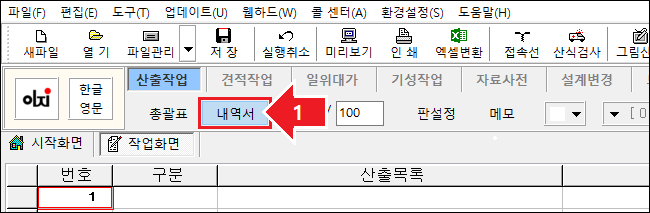 파일(F) 편집(E) 도구(T) 업데이트(U) 웹하드(W) 콜 센터(A) 환경설정(S) 도움말(H)
새파일 열 기 파일관리 저 장 실행취소 미리보기 인 쇄 엑셀변환 접속선 산식검사 그림산
산출작업 견적작업 일위대가 기성작업 자료사전 설계변경
한글
영문
총괄표 내역서 1 / 100 판설정 메모 [ 0
시작화면 작업화면
번호 구분 산출목록
1